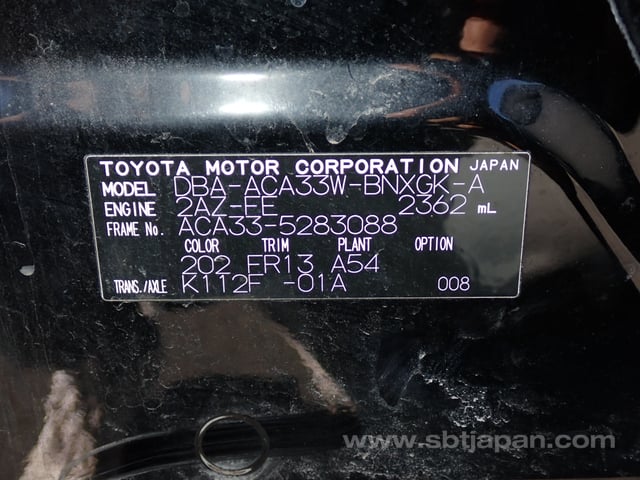 TOYOTA MOTOR CORPORATION JAPAN
MODEL DBA-ACA33W-BNXGK-A
ENGINE 2AZ-FE 2362 mL
FRAME No. ACA33-5283088
COLOR TRIM PLANT OPTION
202 FR13 A54
TRANS./AXLE K112F -01A 008
www.sbtjapan.com